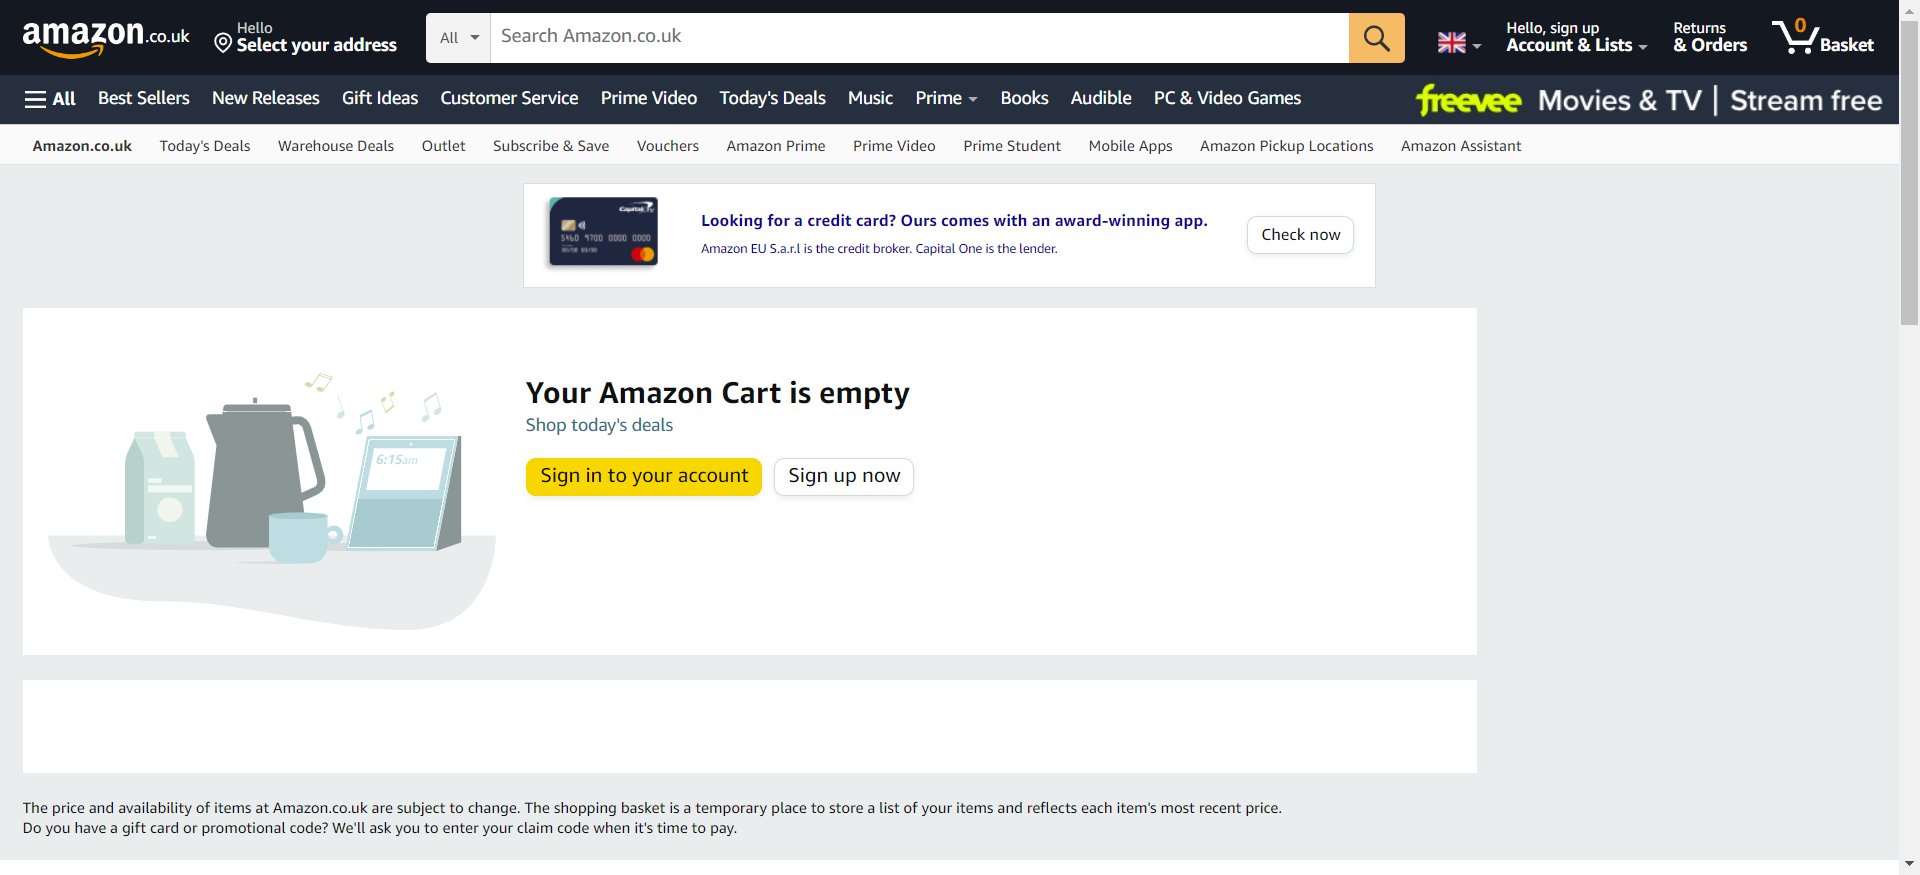 amazon.co.uk
Hello
Select your address
All
Search Amazon.co.uk
Hello, sign up
Account & Lists
Returns
& Orders
0
Basket
All
Best Sellers
New Releases
Gift Ideas
Customer Service
Prime Video
Today's Deals
Music
Prime
Books
Audible
PC & Video Games
freevee Movies & TV | Stream free
Amazon.co.uk
Today's Deals
Warehouse Deals
Outlet
Subscribe & Save
Vouchers
Amazon Prime
Prime Video
Prime Student
Mobile Apps
Amazon Pickup Locations
Amazon Assistant
Capital One
5460 9700 0000 0000
Looking for a credit card? Ours comes with an award-winning app.
Amazon EU S.a.r.l is the credit broker. Capital One is the lender.
Check now
6:15am
Your Amazon Cart is empty
Shop today's deals
Sign in to your account
Sign up now
The price and availability of items at Amazon.co.uk are subject to change. The shopping basket is a temporary place to store a list of your items and reflects each item's most recent price.
Do you have a gift card or promotional code? We'll ask you to enter your claim code when it's time to pay.